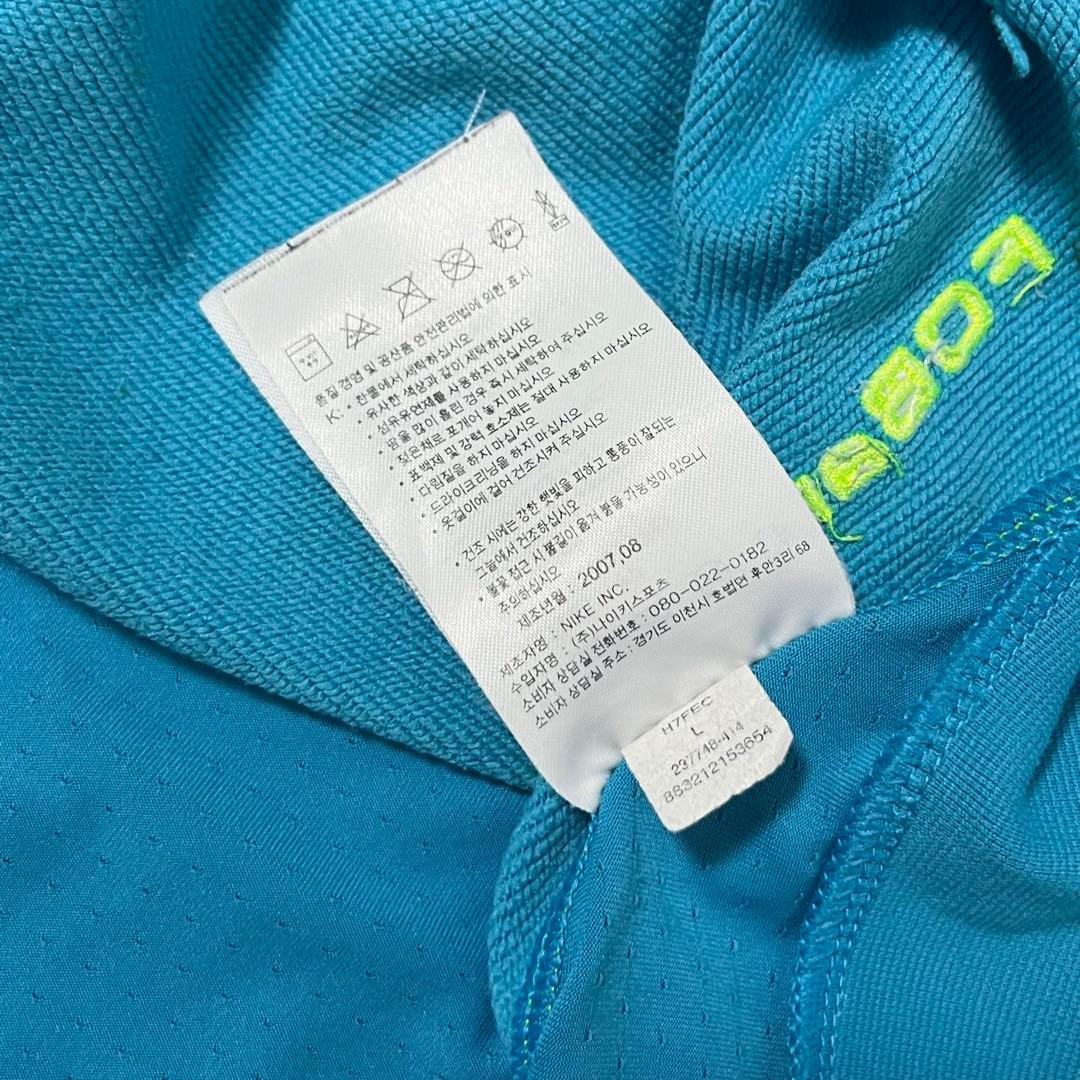 품질 경영 및 공산품 안전관리법에 의한 표시
K: • 찬물에서 세탁하십시오
• 유사한 색상과 같이 세탁하십시오
• 섬유유연제를 사용하지 마십시오
• 땀을 많이 흘린 경우 즉시 세탁하여 주십시오
• 젖은채로 포개어 놓지 마십시오
• 표백제 및 강력 효소제는 절대 사용하지 마십시오
• 다림질을 하지 마십시오
• 드라이크리닝을 하지 마십시오
• 옷걸이에 걸어 건조시켜 주십시오
• 건조 시에는 강한 햇빛을 피하고 통풍이 잘되는
그늘에서 건조하십시오
• 불꽃 접근 시 불길이 옮겨 붙을 가능성이 있으니
주의하십시오
제조년월 : 2007.08
제조자명 : NIKE INC.
수입자명 : (주)나이키스포츠
소비자 상담실 전화번호 : 080-022-0182
소비자 상담실 주소 : 경기도 이천시 호법면 후안3리 68
H7FEC
L
237748-414
883212153654